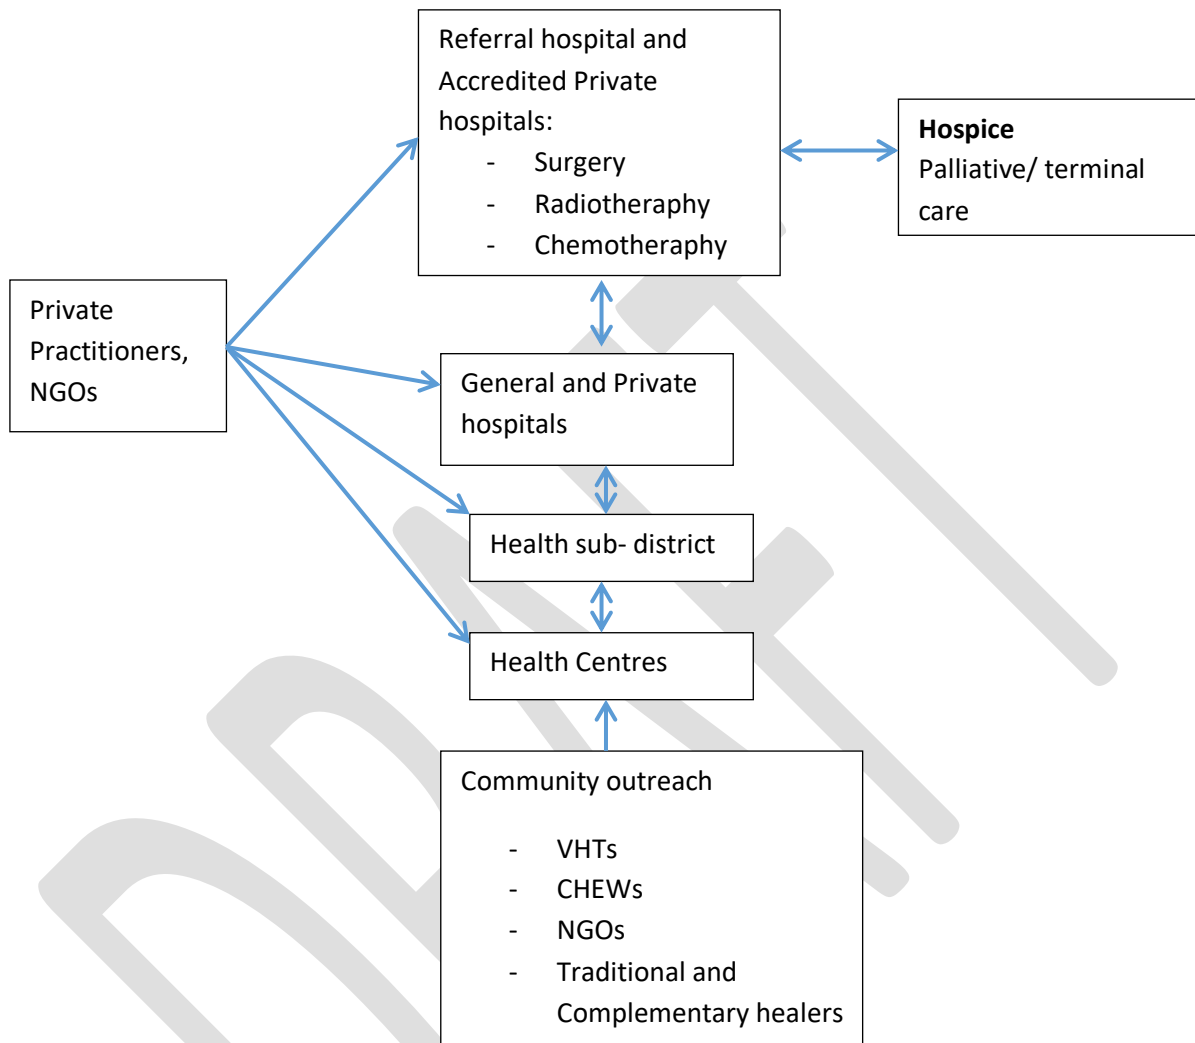 Referral hospital and
Accredited Private
hospitals:
- Surgery
- Radiotheraphy
- Chemotheraphy
Hospice
Palliative/ terminal
care
Private
Practitioners,
NGOs
General and Private
hospitals
Health sub- district
Health Centres
Community outreach
- VHTs
- CHEWs
- NGOs
- Traditional and
Complementary healers
DRAFT